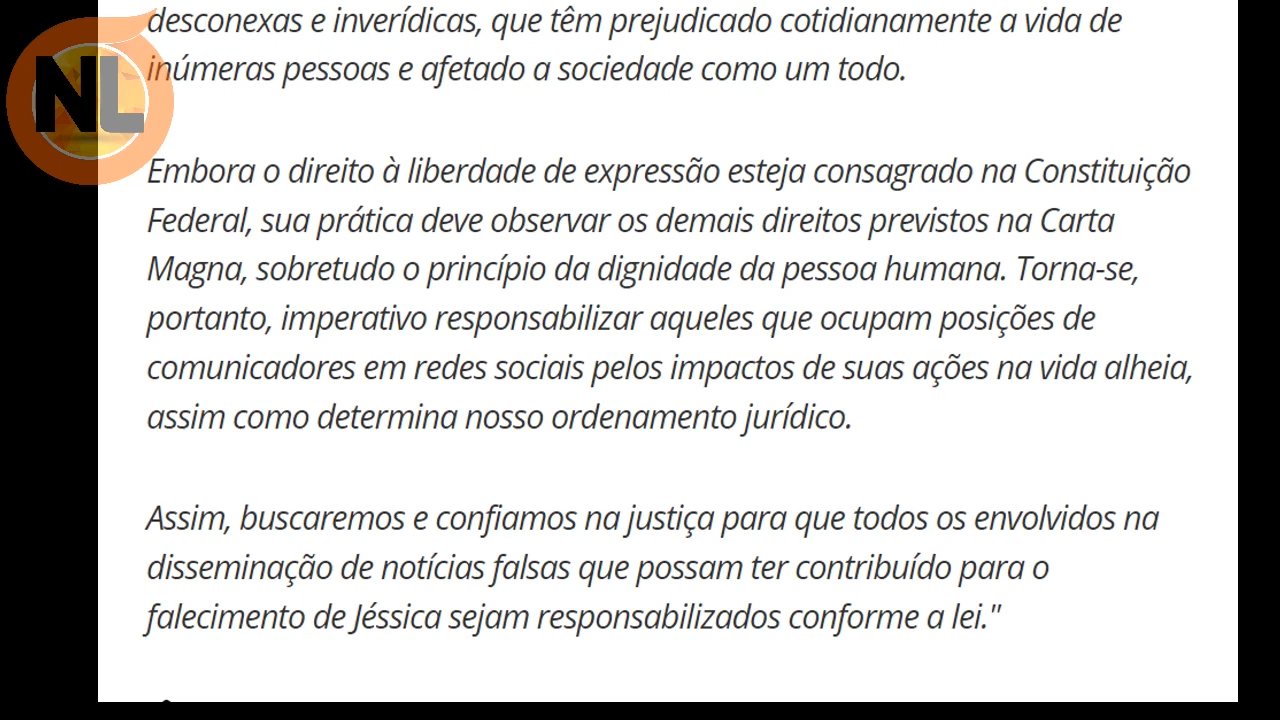 desconexas e inverídicas, que têm prejudicado cotidianamente a vida de
inúmeras pessoas e afetado a sociedade como um todo.
NL
Embora o direito à liberdade de expressão esteja consagrado na Constituição
Federal, sua prática deve observar os demais direitos previstos na Carta
Magna, sobretudo o princípio da dignidade da pessoa humana. Torna-se,
portanto, imperativo responsabilizar aqueles que ocupam posições de
comunicadores em redes sociais pelos impactos de suas ações na vida alheia,
assim como determina nosso ordenamento jurídico.
Assim, buscaremos e confiamos na justiça para que todos os envolvidos na
disseminação de notícias falsas que possam ter contribuído para o
falecimento de Jéssica sejam responsabilizados conforme a lei."